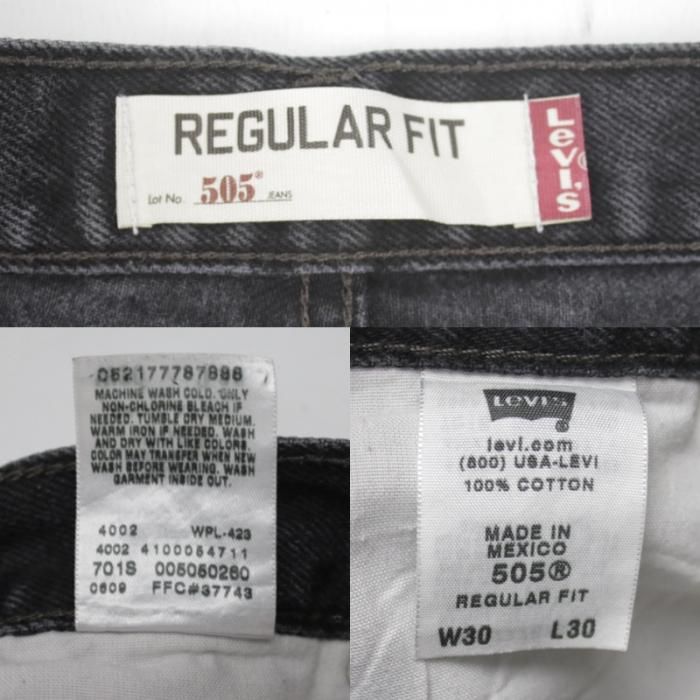 REGULAR FIT
Lot No. 505® JEANS
Levi's®
052177787898
MACHINE WASH COLD. ONLY
NON-CHLORINE BLEACH IF
NEEDED. TUMBLE DRY MEDIUM.
WARM IRON IF NEEDED. WASH
AND DRY WITH LIKE COLORS.
COLOR MAY TRANSFER WHEN NEW
WASH BEFORE WEARING. WASH
GARMENT INSIDE OUT.
4002 WPL-423
4002 4100054711
701S 005050260
0609 FFC#37743
Levi's®
levi.com
(800) USA-LEVI
100% COTTON
MADE IN
MEXICO
505®
REGULAR FIT
W30 L30